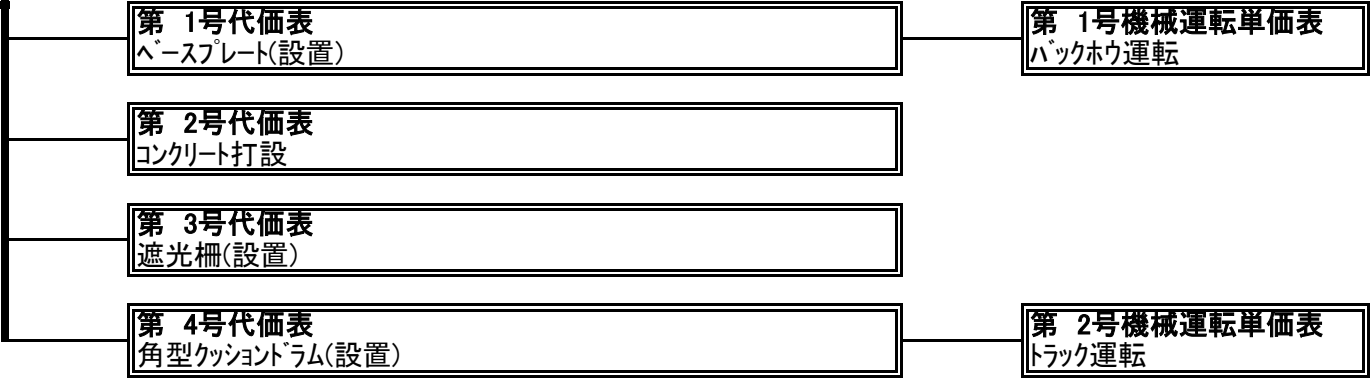 第　1号代価表
ﾍﾞｰｽﾌﾟﾚｰﾄ(設置)
第　1号機械運転単価表
ﾊﾞｯｸﾎｳ運転
第　2号代価表
ｺﾝｸﾘｰﾄ打設
第　3号代価表
遮光柵(設置)
第　4号代価表
角型ｸｯｼｮﾝﾄﾞﾗﾑ(設置)
第　2号機械運転単価表
ﾄﾗｯｸ運転